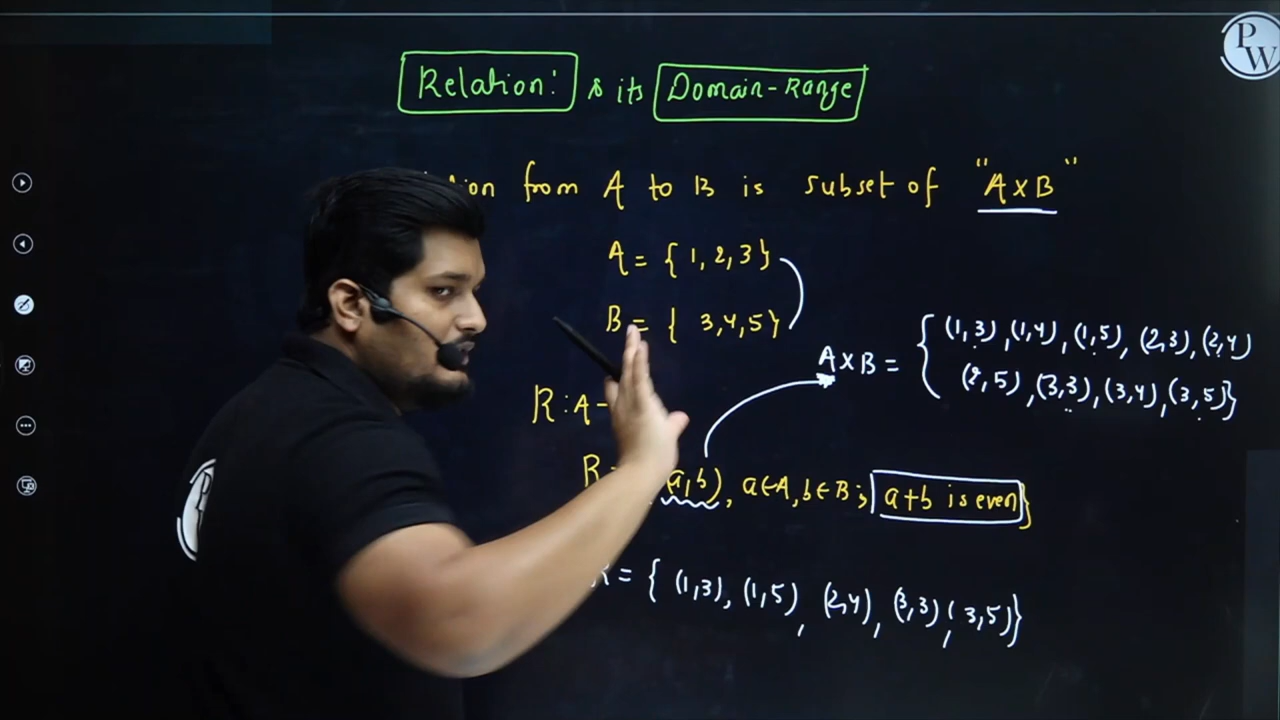 PW
Relation: & its Domain-Range
from A to B is subset of "A×B"
A = { 1, 2, 3}
B = { 3,4,5}
A×B = { (1,3), (1,4), (1,5), (2,3), (2,4)
(2,5), (3,3), (3,4), (3,5)}
R : A -
R (a,b), a∈A, b∈B ; a+b is even}
R = { (1,3), (1,5), (2,4), (3,3), (3,5)}